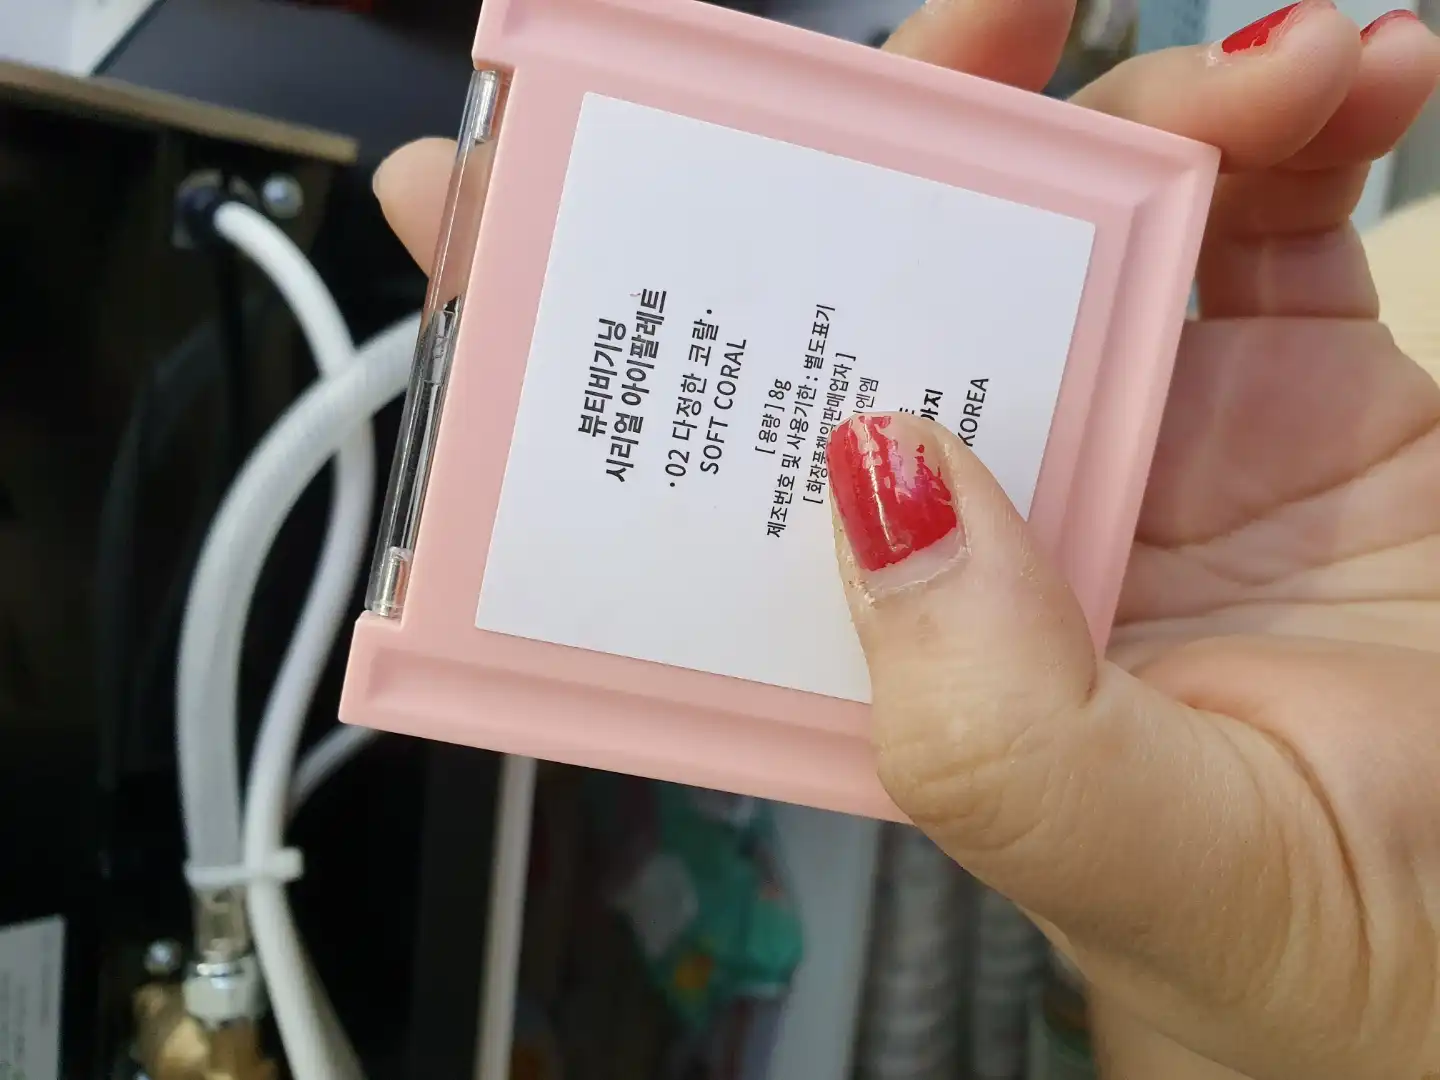 뷰티비기닝
시리얼 아이팔레트
·02 다정한 코랄·
SOFT CORAL
[ 용량 ] 8g
제조번호 및 사용기한 : 별도표기
[ 화장품책임판매업자 ]
KOREA